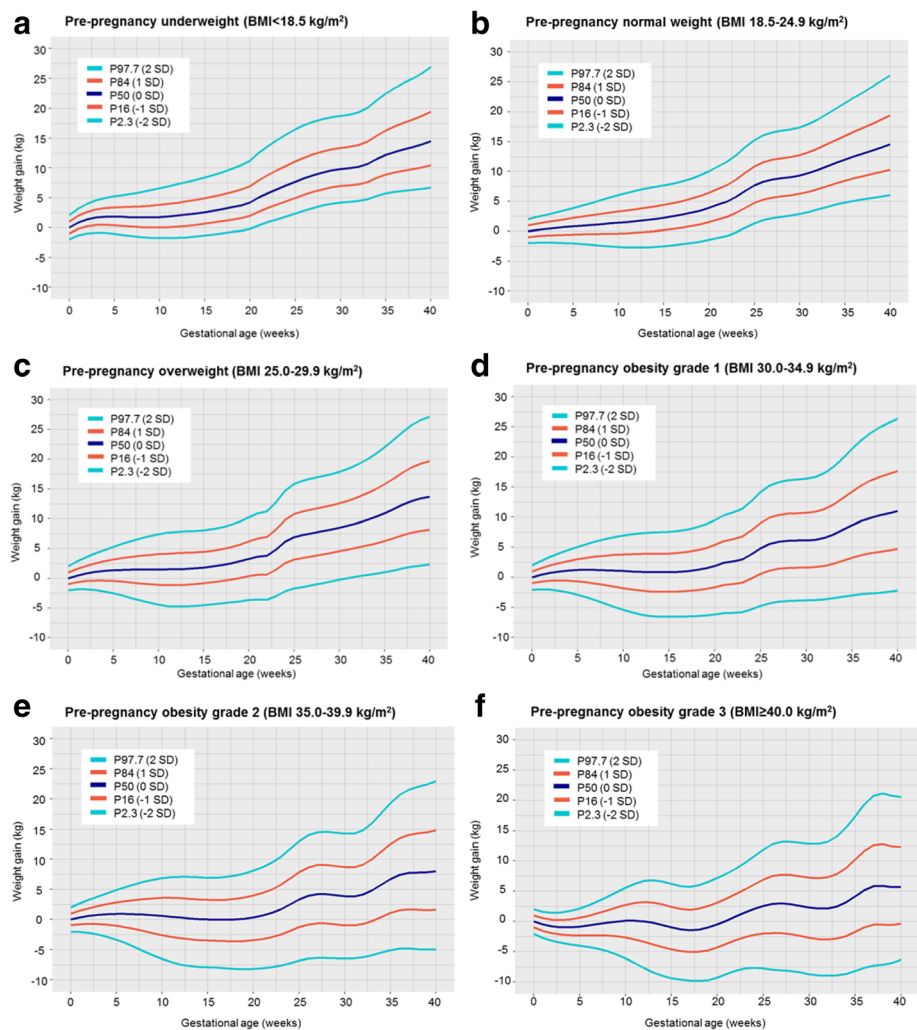 a Pre-pregnancy underweight (BMI<18.5 kg/m²)
30
25
20
15
10
5
0
-5
-10
Weight gain (kg)
P97.7 (2 SD)
P84 (1 SD)
P50 (0 SD)
P16 (-1 SD)
P2.3 (-2 SD)
0 5 10 15 20 25 30 35 40
Gestational age (weeks)
b Pre-pregnancy normal weight (BMI 18.5-24.9 kg/m²)
30
25
20
15
10
5
0
-5
-10
Weight gain (kg)
P97.7 (2 SD)
P84 (1 SD)
P50 (0 SD)
P16 (-1 SD)
P2.3 (-2 SD)
0 5 10 15 20 25 30 35 40
Gestational age (weeks)
c Pre-pregnancy overweight (BMI 25.0-29.9 kg/m²)
30
25
20
15
10
5
0
-5
-10
Weight gain (kg)
P97.7 (2 SD)
P84 (1 SD)
P50 (0 SD)
P16 (-1 SD)
P2.3 (-2 SD)
0 5 10 15 20 25 30 35 40
Gestational age (weeks)
d Pre-pregnancy obesity grade 1 (BMI 30.0-34.9 kg/m²)
30
25
20
15
10
5
0
-5
-10
Weight gain (kg)
P97.7 (2 SD)
P84 (1 SD)
P50 (0 SD)
P16 (-1 SD)
P2.3 (-2 SD)
0 5 10 15 20 25 30 35 40
Gestational age (weeks)
e Pre-pregnancy obesity grade 2 (BMI 35.0-39.9 kg/m²)
30
25
20
15
10
5
0
-5
-10
Weight gain (kg)
P97.7 (2 SD)
P84 (1 SD)
P50 (0 SD)
P16 (-1 SD)
P2.3 (-2 SD)
0 5 10 15 20 25 30 35 40
Gestational age (weeks)
f Pre-pregnancy obesity grade 3 (BMI≥40.0 kg/m²)
30
25
20
15
10
5
0
-5
-10
Weight gain (kg)
P97.7 (2 SD)
P84 (1 SD)
P50 (0 SD)
P16 (-1 SD)
P2.3 (-2 SD)
0 5 10 15 20 25 30 35 40
Gestational age (weeks)